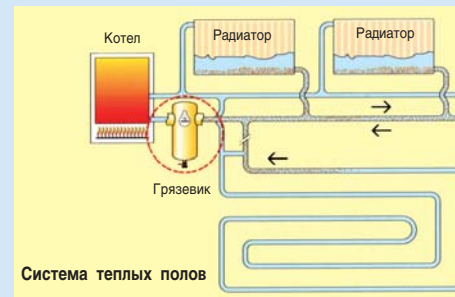 Котел
Радиатор
Радиатор
Грязевик
Система теплых полов